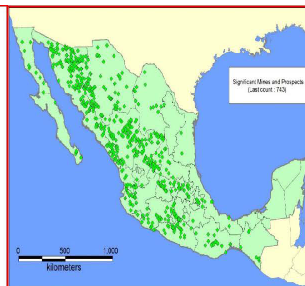 Significant Mines and Prospects
(Last count : 743)
0 500 1,000
kilometers